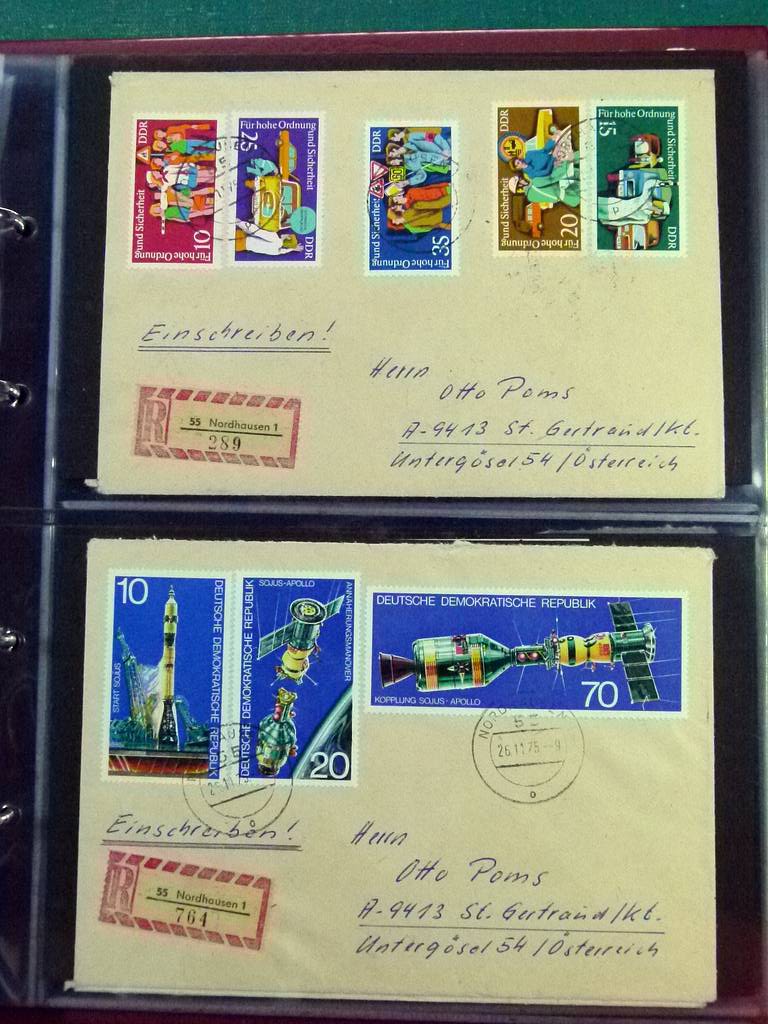 DDR
Für hohe Ordnung
und Sicherheit
10
Für hohe Ordnung
und Sicherheit
25
DDR
DDR
Für hohe Ordnung
und Sicherheit
35
DDR
Für hohe Ordnung
und Sicherheit
20
Für hohe Ordnung
und Sicherheit
15
DDR
Einschreiben!
R
55 Nordhausen 1
289
Herrn
Otto Poms
A-9413 St. Gertraud/Kt.
Untergösel 54/Österreich
10
DEUTSCHE DEMOKRATISCHE REPUBLIK
START SOJUS
SOJUS-APOLLO
ANNÄHERUNGSMANÖVER
DEUTSCHE DEMOKRATISCHE REPUBLIK
20
DEUTSCHE DEMOKRATISCHE REPUBLIK
KOPPLUNG SOJUS-APOLLO
70
55
26.11.75--9
Einschreiben!
R
55 Nordhausen 1
764
Herrn
Otto Poms
A-9413 St. Gertraud/Kt.
Untergösel 54/Österreich